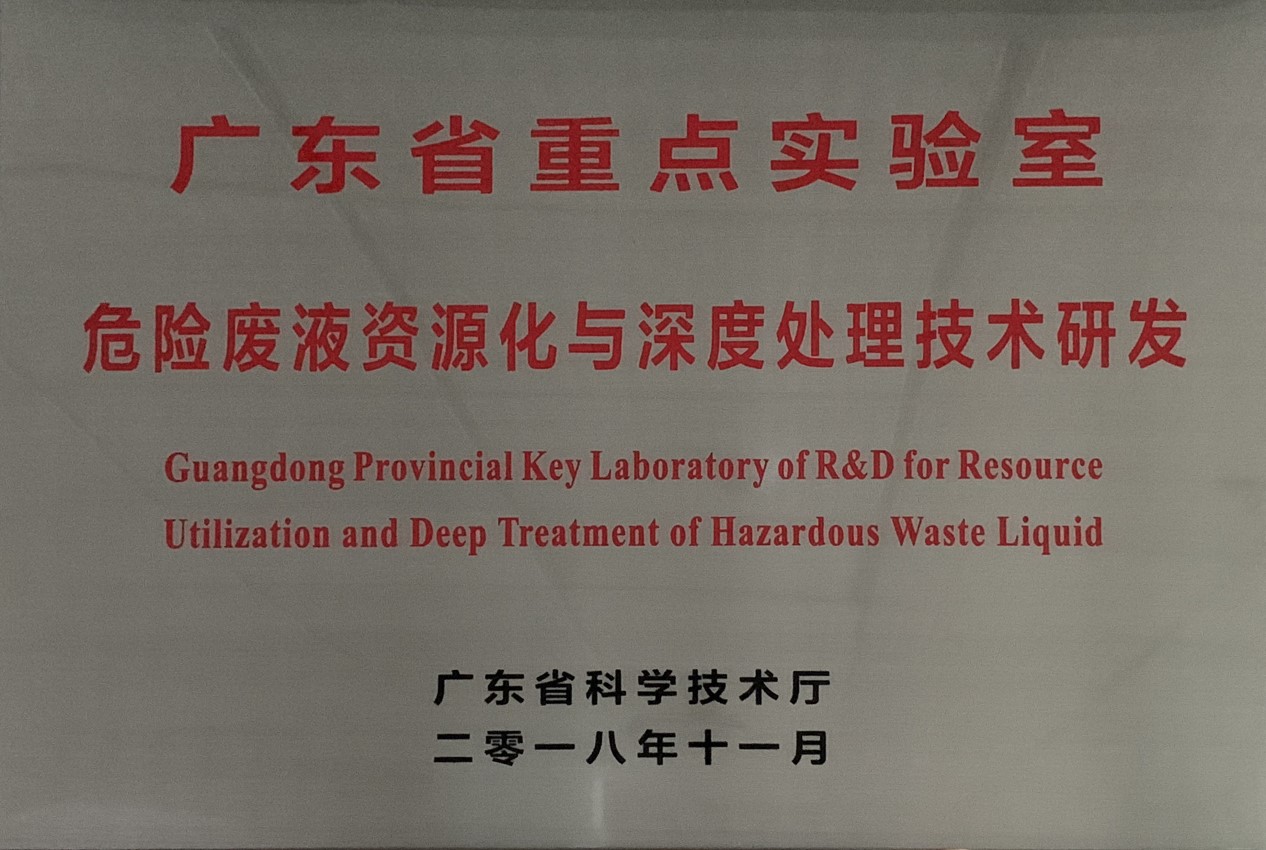 广东省重点实验室
危险废液资源化与深度处理技术研发
Guangdong Provincial Key Laboratory of R&D for Resource
Utilization and Deep Treatment of Hazardous Waste Liquid
广东省科学技术厅
二零一八年十一月